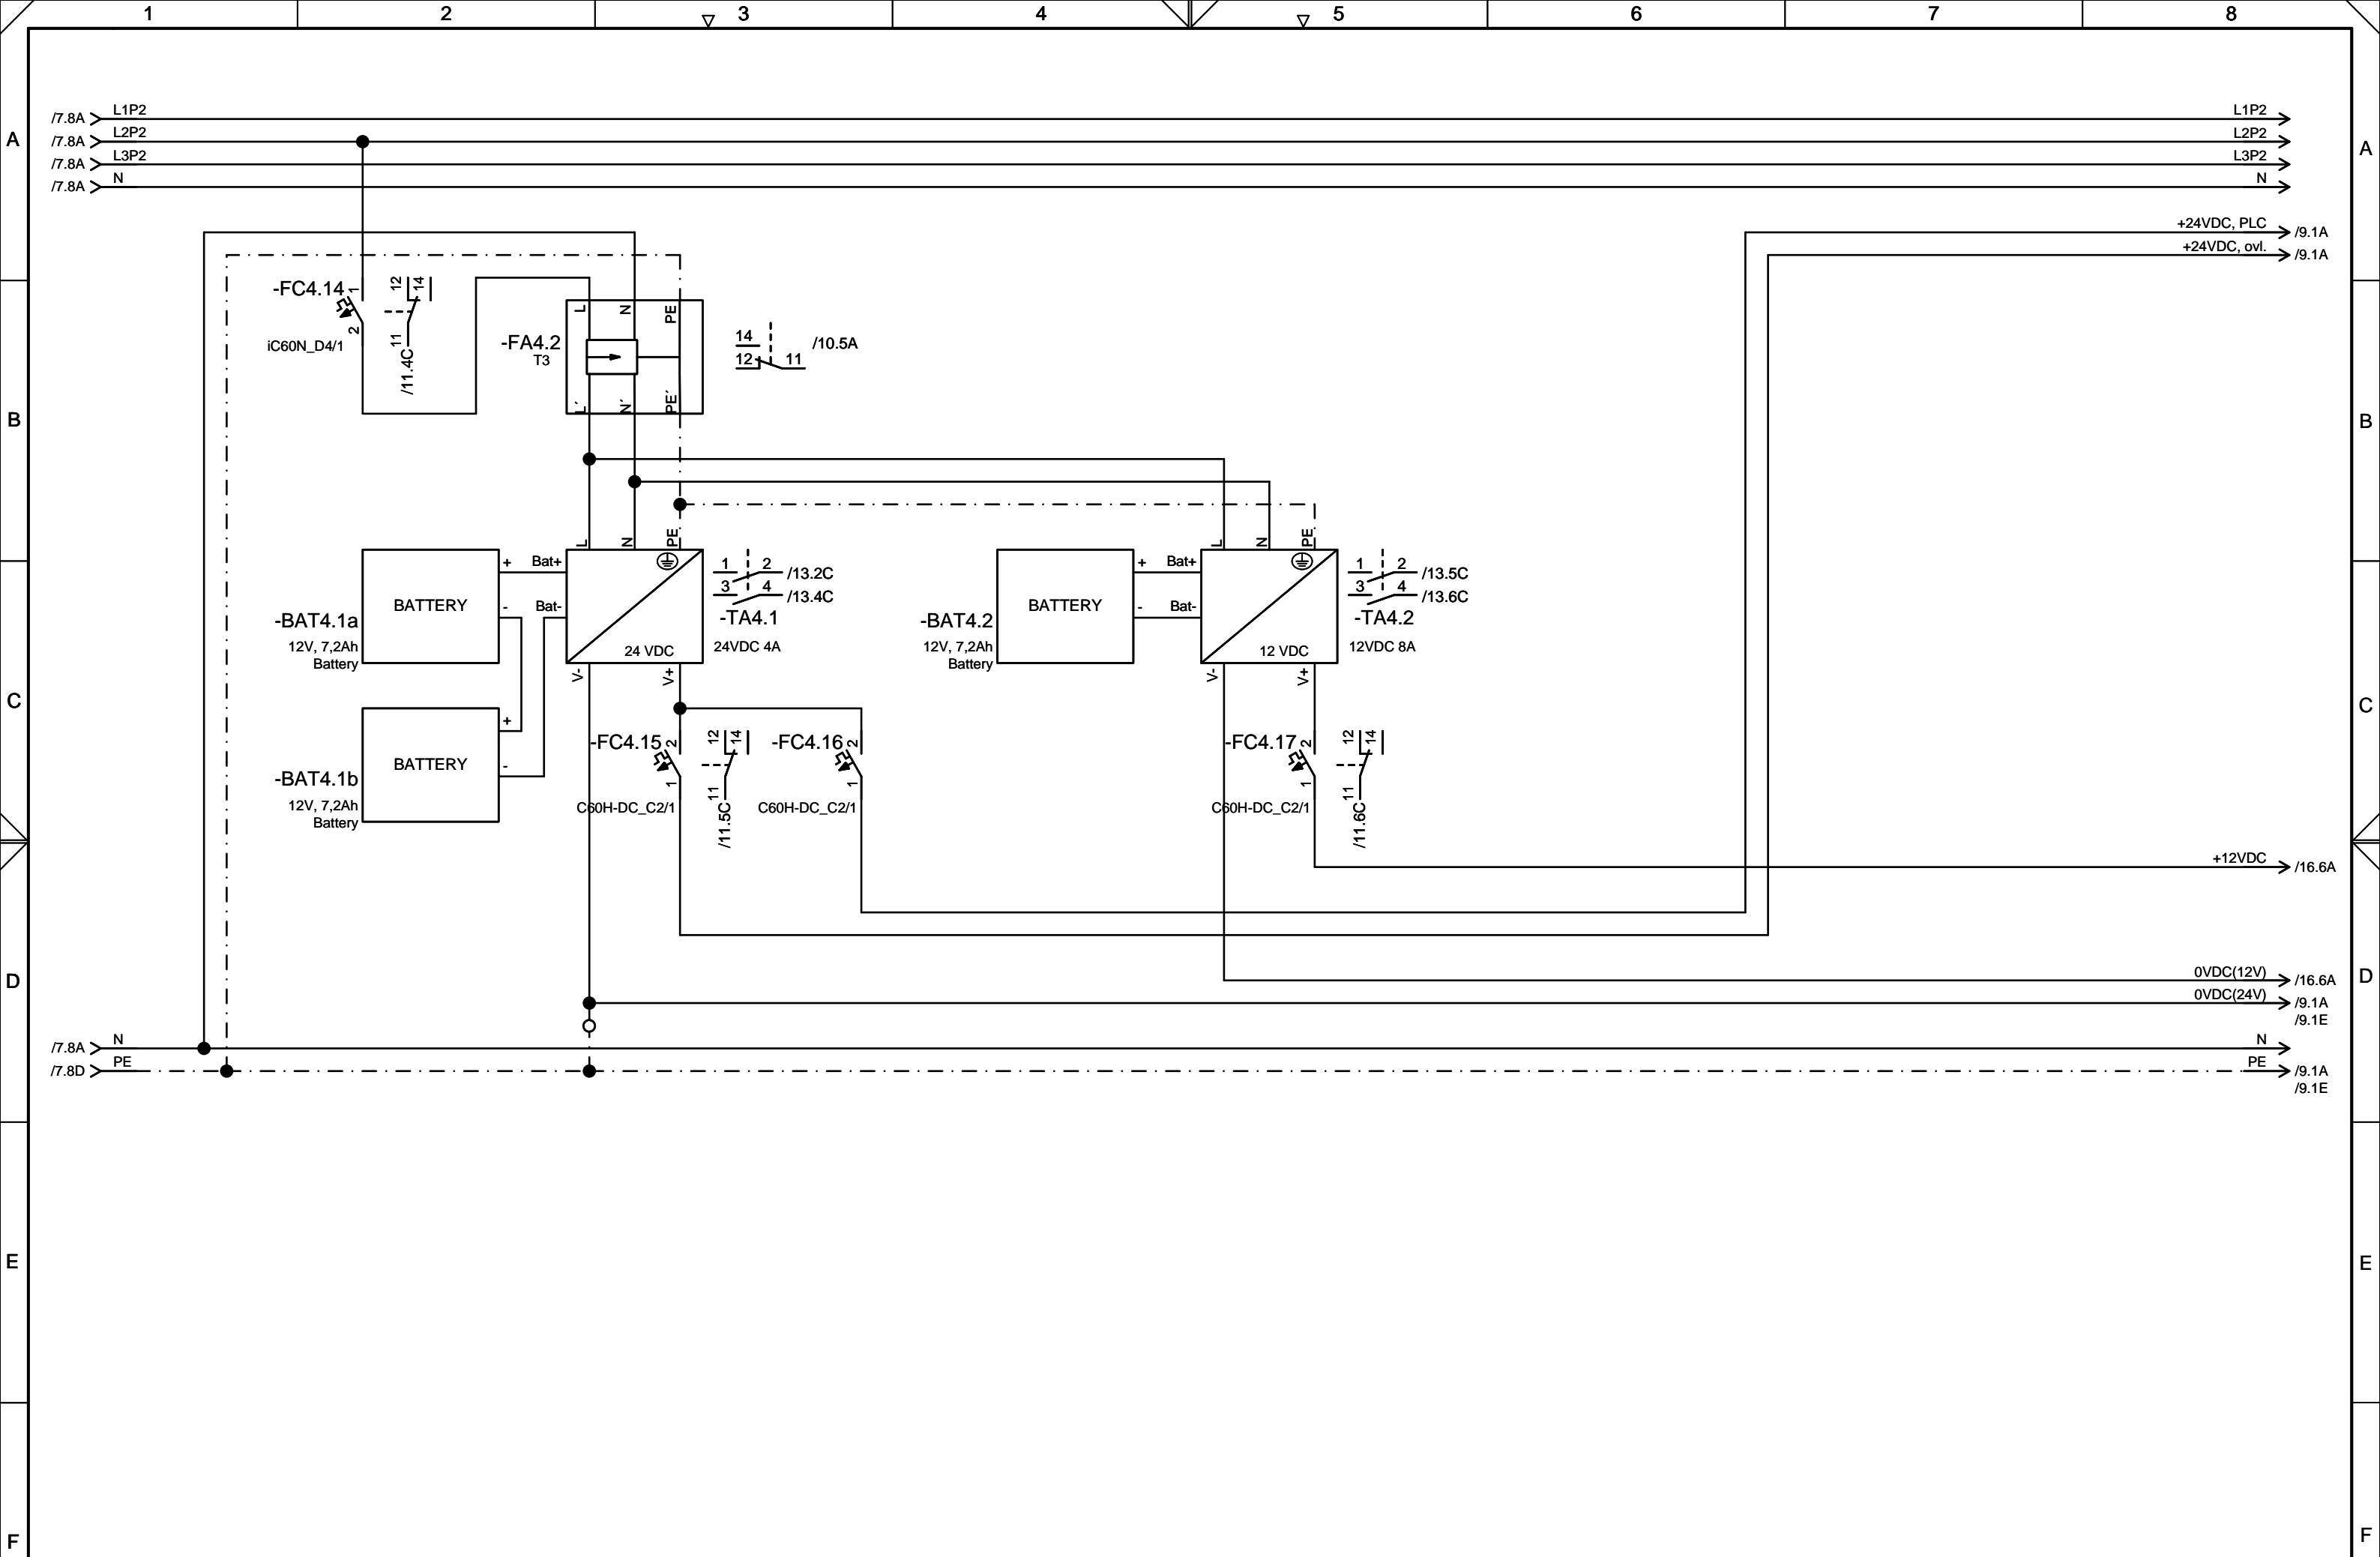 1 2 3 4 5 6 7 8
/7.8A L1P2 L1P2
/7.8A L2P2 L2P2
A A
/7.8A L3P2 L3P2
/7.8A N N
+24VDC, PLC /9.1A
+24VDC, ovl. /9.1A
-FC4.14 1 12 14
2 11
iC60N_D4/1
/11.4C
L N PE
-FA4.2
T3
L´ N´ PE´
14
12 11
/10.5A
B B
L N PE
L N PE
BATTERY
+ Bat+
- Bat-
-BAT4.1a
12V, 7,2Ah
Battery
24 VDC
1 2 /13.2C
3 4 /13.4C
-TA4.1
24VDC 4A
BATTERY
+ Bat+
- Bat-
-BAT4.2
12V, 7,2Ah
Battery
12 VDC
1 2 /13.5C
3 4 /13.6C
-TA4.2
12VDC 8A
V- V+
V- V+
C C
BATTERY
+
-
-BAT4.1b
12V, 7,2Ah
Battery
-FC4.15 2 12 14
1 11
C60H-DC_C2/1
/11.5C
-FC4.16 2
1
C60H-DC_C2/1
-FC4.17 2 12 14
1 11
C60H-DC_C2/1
/11.6C
+12VDC /16.6A
D D
0VDC(12V) /16.6A
0VDC(24V) /9.1A
/9.1E
/7.8A N N
/7.8D PE PE /9.1A
/9.1E
E E
F F